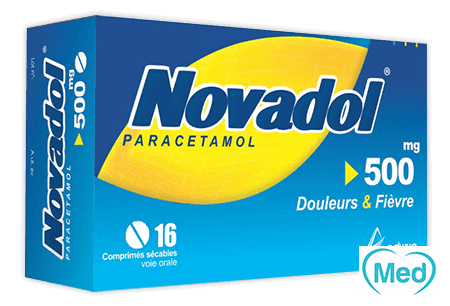 Novadol®
PARACETAMOL
mg
500
Douleurs & Fièvre
16
Comprimés sécables
voie orale
Novadol
PARACETAMOL
500 mg
Med